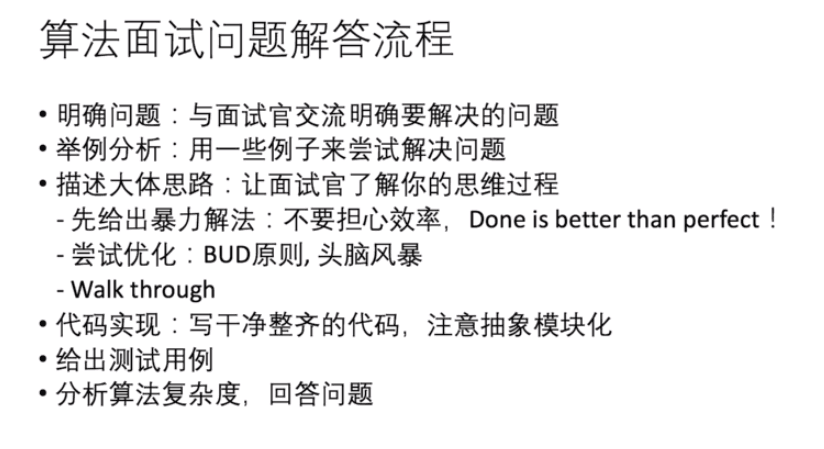 算法面试问题解答流程
• 明确问题：与面试官交流明确要解决的问题
• 举例分析：用一些例子来尝试解决问题
• 描述大体思路：让面试官了解你的思维过程
- 先给出暴力解法：不要担心效率，Done is better than perfect！
- 尝试优化：BUD原则, 头脑风暴
- Walk through
• 代码实现：写干净整齐的代码，注意抽象模块化
• 给出测试用例
• 分析算法复杂度，回答问题